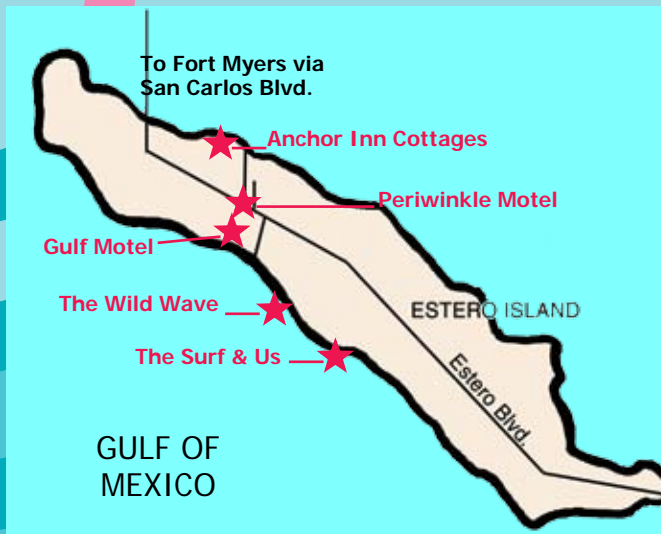 To Fort Myers via
San Carlos Blvd.
Anchor Inn Cottages
Periwinkle Motel
Gulf Motel
The Wild Wave
ESTERO ISLAND
The Surf & Us
Estero Blvd.
GULF OF
MEXICO